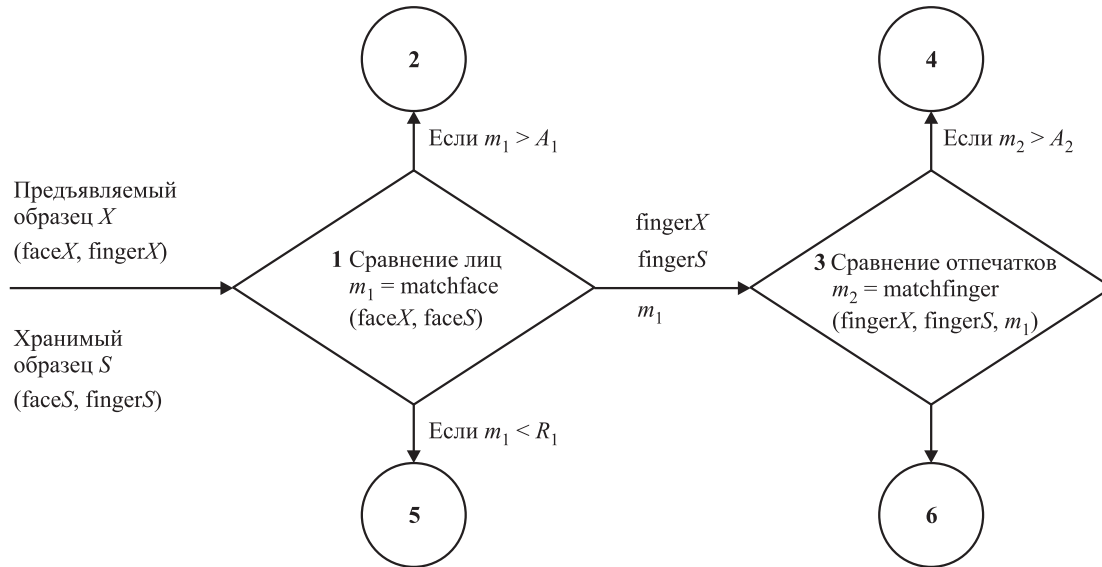 2
4
Если m₁ > A₁
Если m₂ > A₂
Предъявляемый
образец X
(faceX, fingerX)
fingerX
fingerS
m₁
1 Сравнение лиц
m₁ = matchface
(faceX, faceS)
3 Сравнение отпечатков
m₂ = matchfinger
(fingerX, fingerS, m₁)
Хранимый
образец S
(faceS, fingerS)
Если m₁ < R₁
5
6